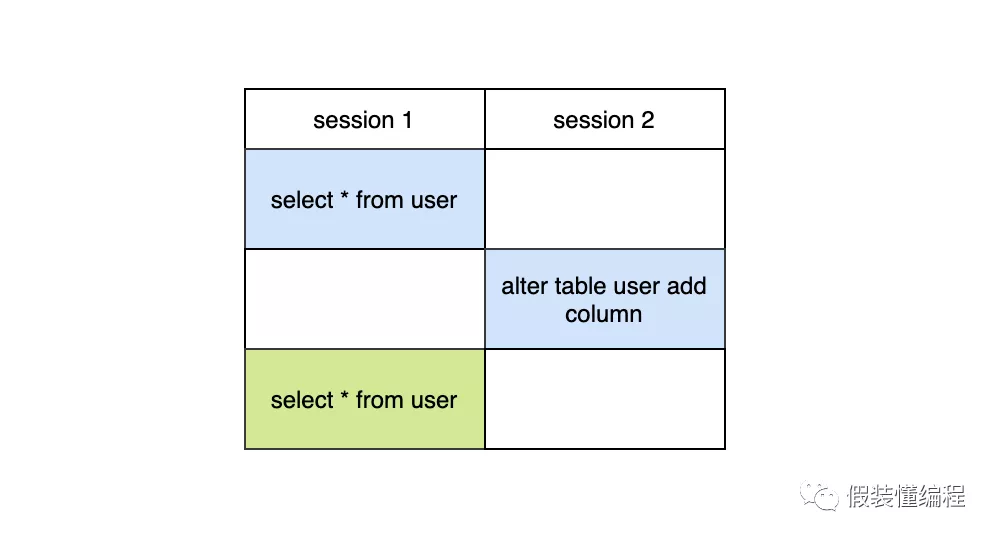 session 1
session 2
select * from user
alter table user add
column
select * from user
假装懂编程